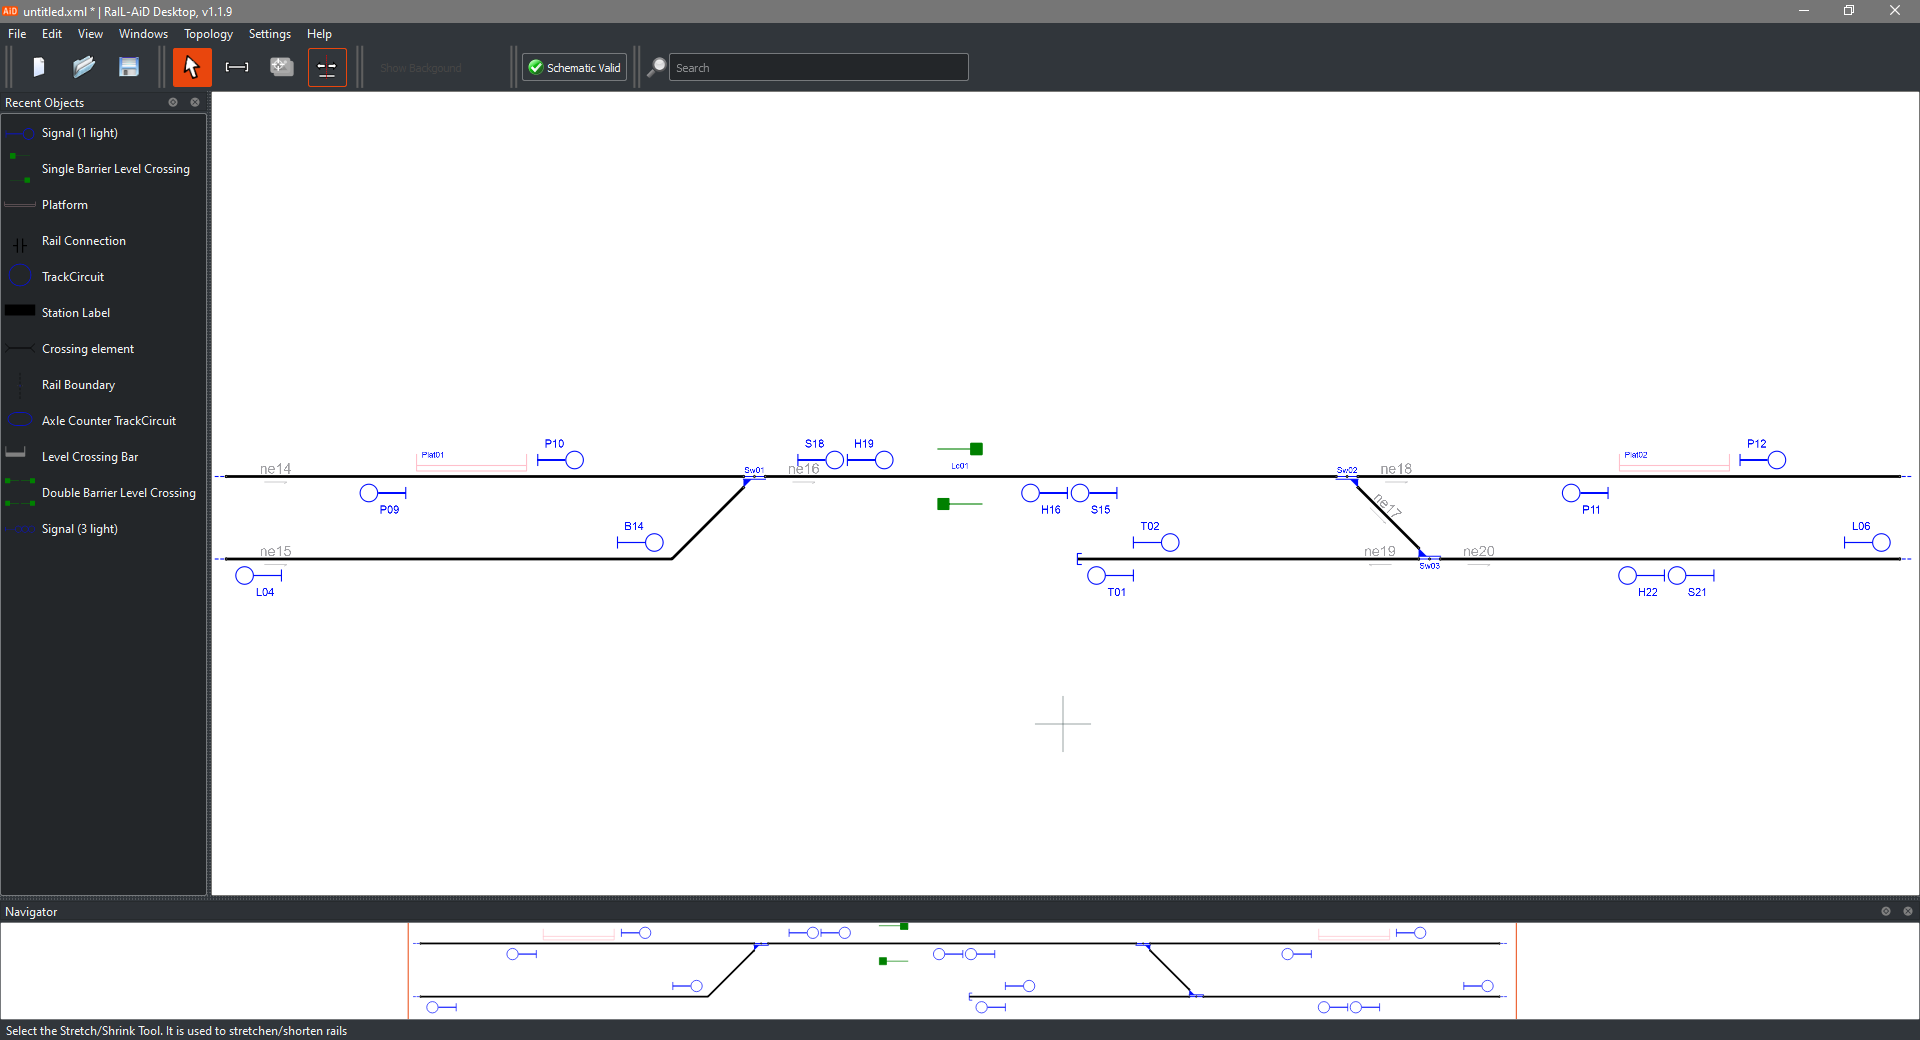 AiD untitled.xml * | RaIL-AiD Desktop, v1.1.9
File Edit View Windows Topology Settings Help
Show Backgound
Schematic Valid
Search
Recent Objects
Signal (1 light)
Single Barrier Level Crossing
Platform
Rail Connection
TrackCircuit
Station Label
Crossing element
Rail Boundary
Axle Counter TrackCircuit
Level Crossing Bar
Double Barrier Level Crossing
Signal (3 light)
P10 S18 H19 P12
Plat01 Lc01 Plat02
ne14 Sw01 ne16 Sw02 ne18
P09 H16 S15 ne17 P11
B14 T02 L06
ne15 ne19 Sw03 ne20
L04 T01 H22 S21
Navigator
Select the Stretch/Shrink Tool. It is used to stretchen/shorten rails